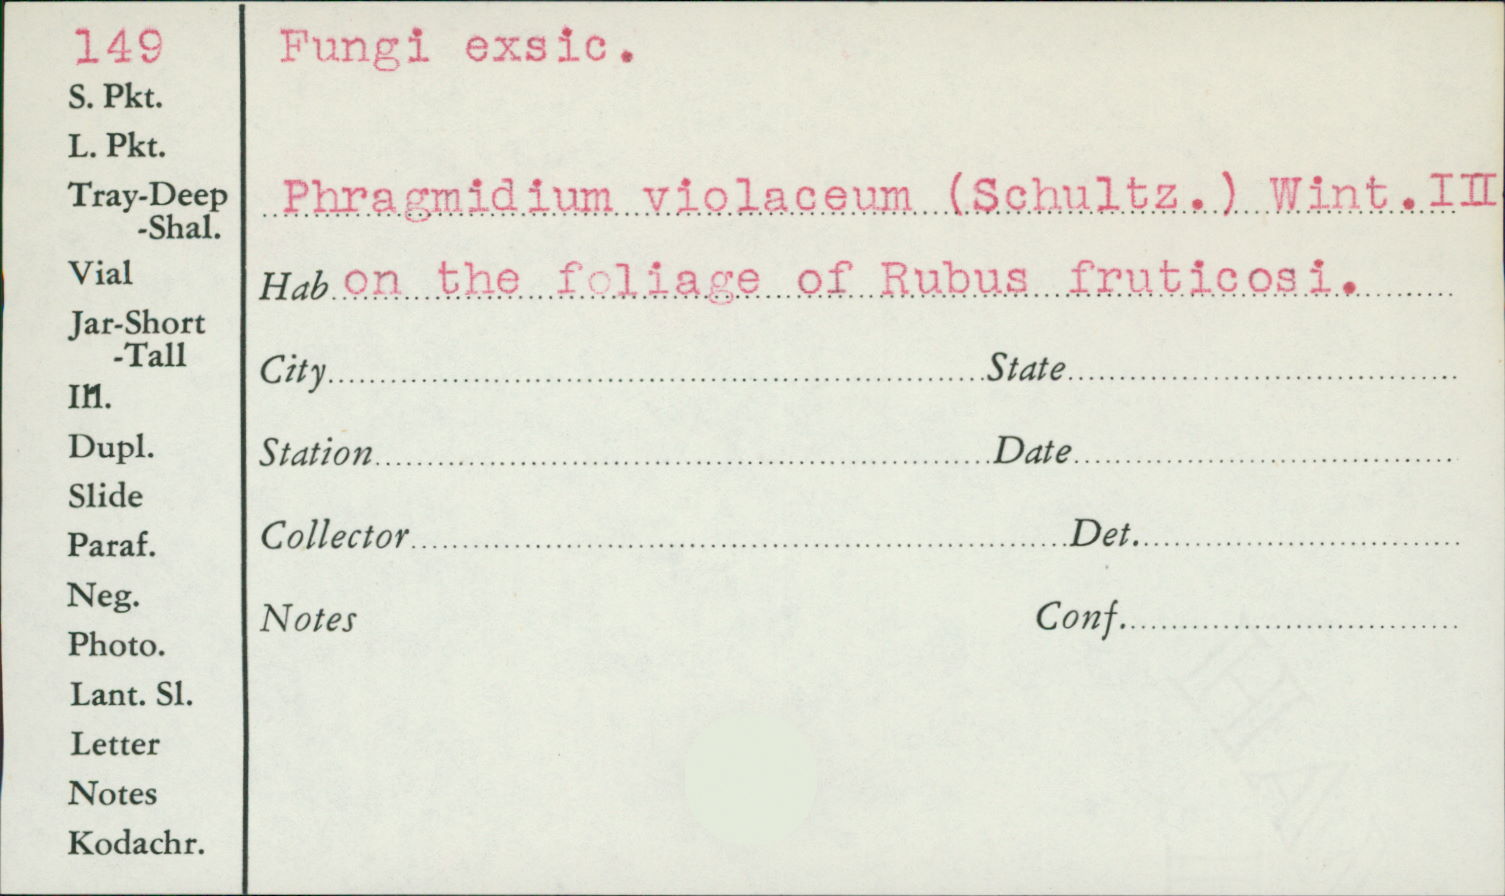 149
Fungi exsic.
S. Pkt.
L. Pkt.
Tray-Deep
-Shal.
Phragmidium violaceum (Schultz.) Wint.III
Vial
Hab on the foliage of Rubus fruticosi.
Jar-Short
-Tall
City State
Ill.
Dupl.
Station Date
Slide
Paraf.
Collector Det.
Neg.
Notes Conf.
Photo.
Lant. Sl.
Letter
Notes
Kodachr.